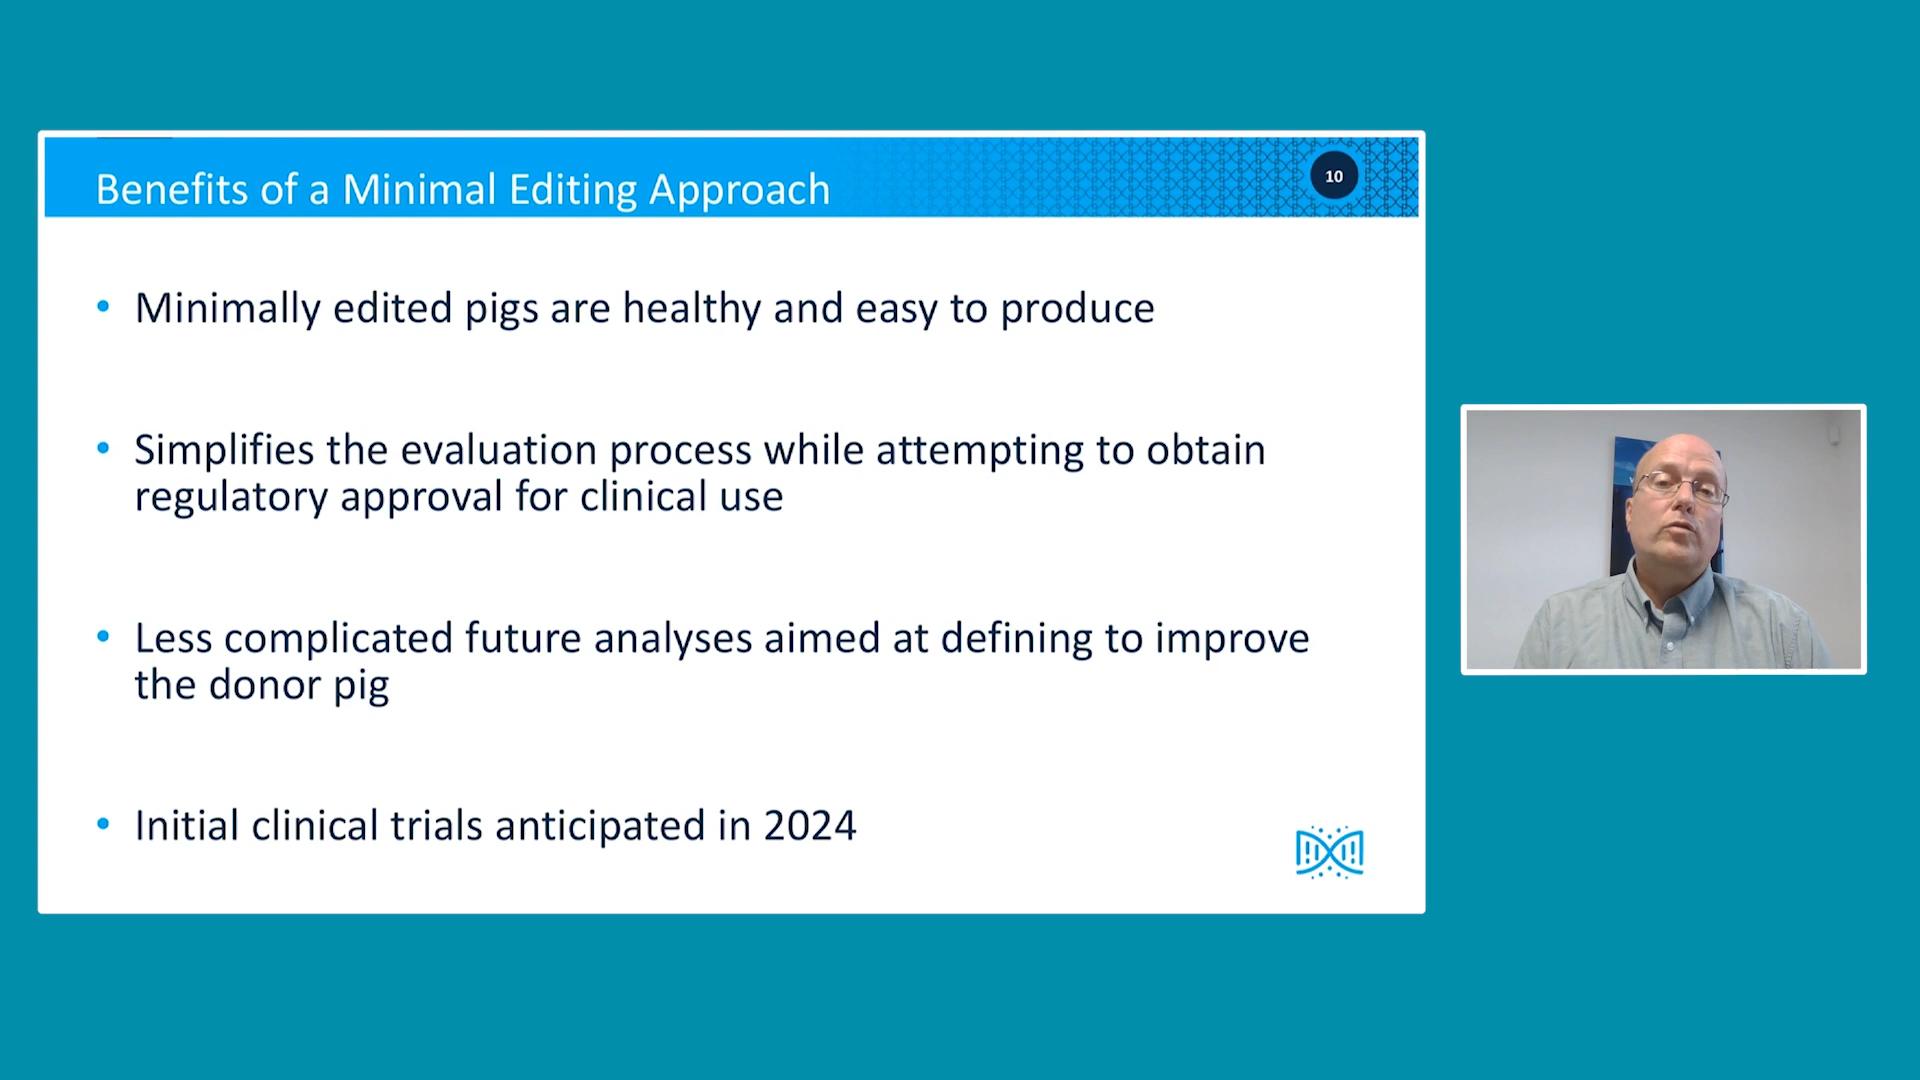 Benefits of a Minimal Editing Approach
10
• Minimally edited pigs are healthy and easy to produce
• Simplifies the evaluation process while attempting to obtain
regulatory approval for clinical use
• Less complicated future analyses aimed at defining to improve
the donor pig
• Initial clinical trials anticipated in 2024